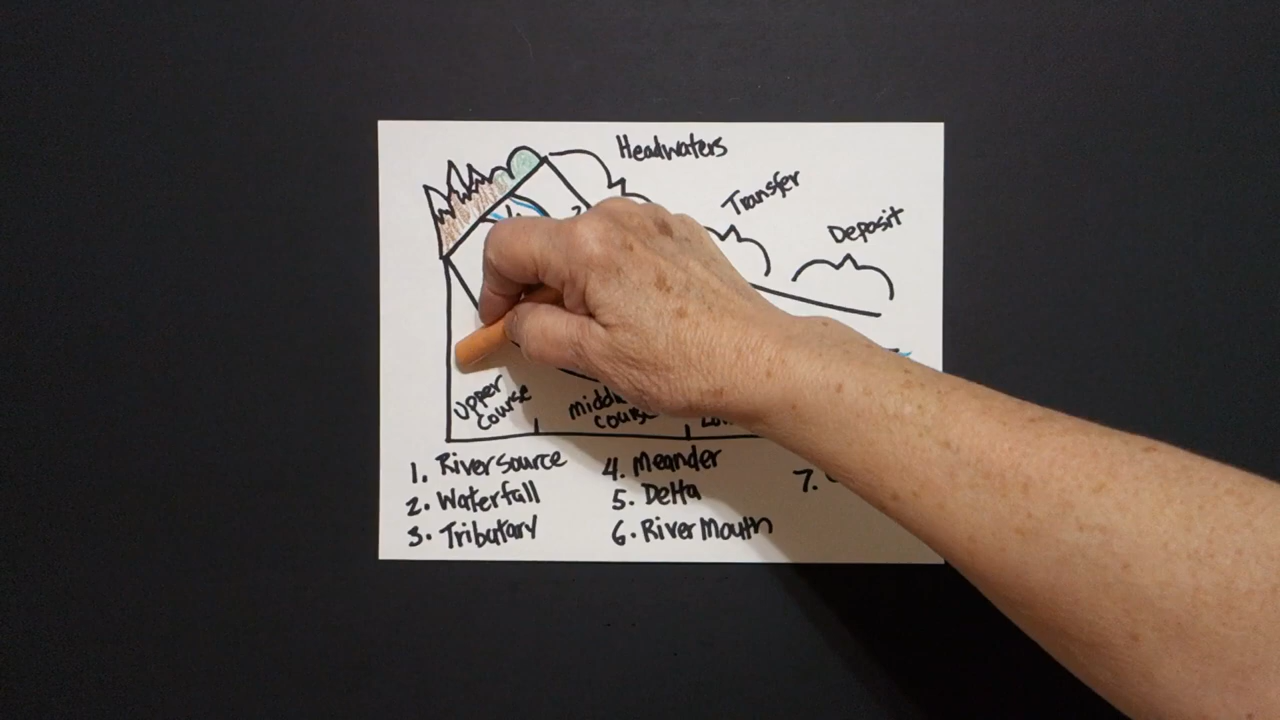 Headwaters
Transfer
Deposit
Upper
Course
course
1. River source
2. Waterfall
3. Tributary
4. Meander
5. Delta
6. River Mouth
7.